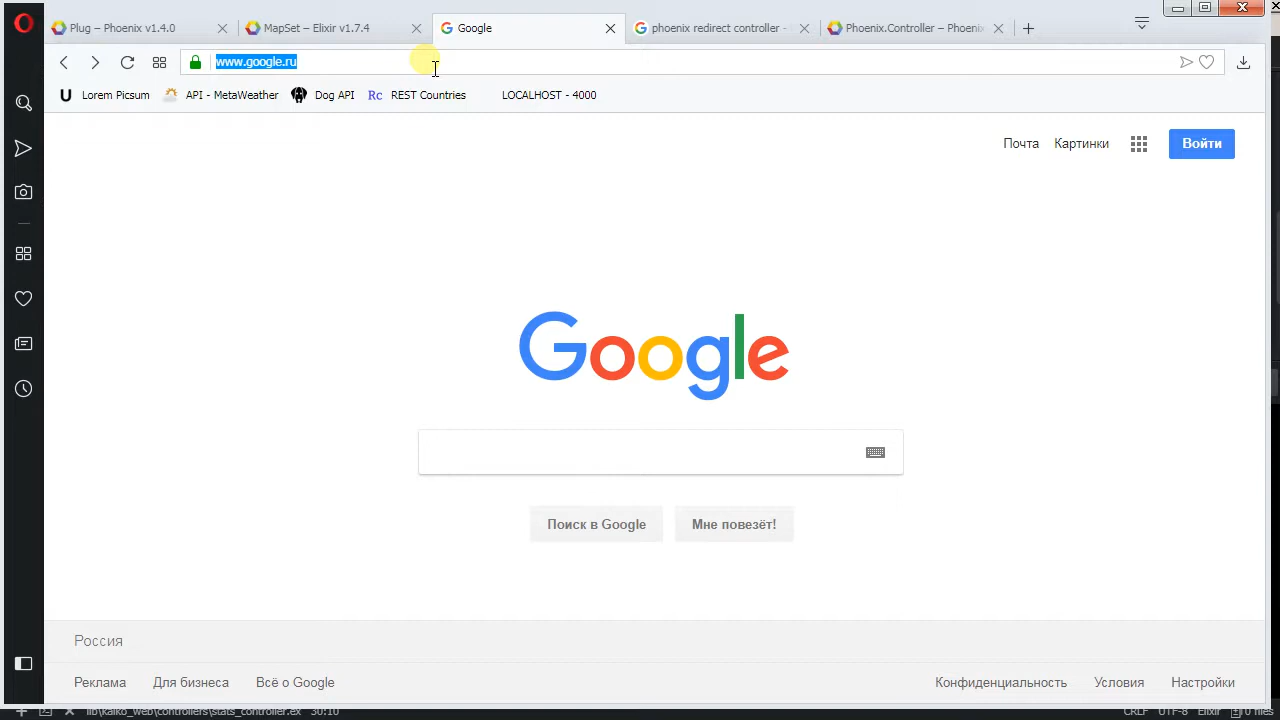 Plug – Phoenix v1.4.0
MapSet – Elixir v1.7.4
Google
phoenix redirect controller -
Phoenix.Controller – Phoenix
www.google.ru
U Lorem Picsum
API - MetaWeather
Dog API
Rc REST Countries
LOCALHOST - 4000
Почта
Картинки
Войти
Google
Поиск в Google
Мне повезёт!
Россия
Реклама
Для бизнеса
Всё о Google
Конфиденциальность
Условия
Настройки
lib\kaiko_web\controllers\stats_controller.ex 30:10
CRLF
UTF-8
Elixir
0 files